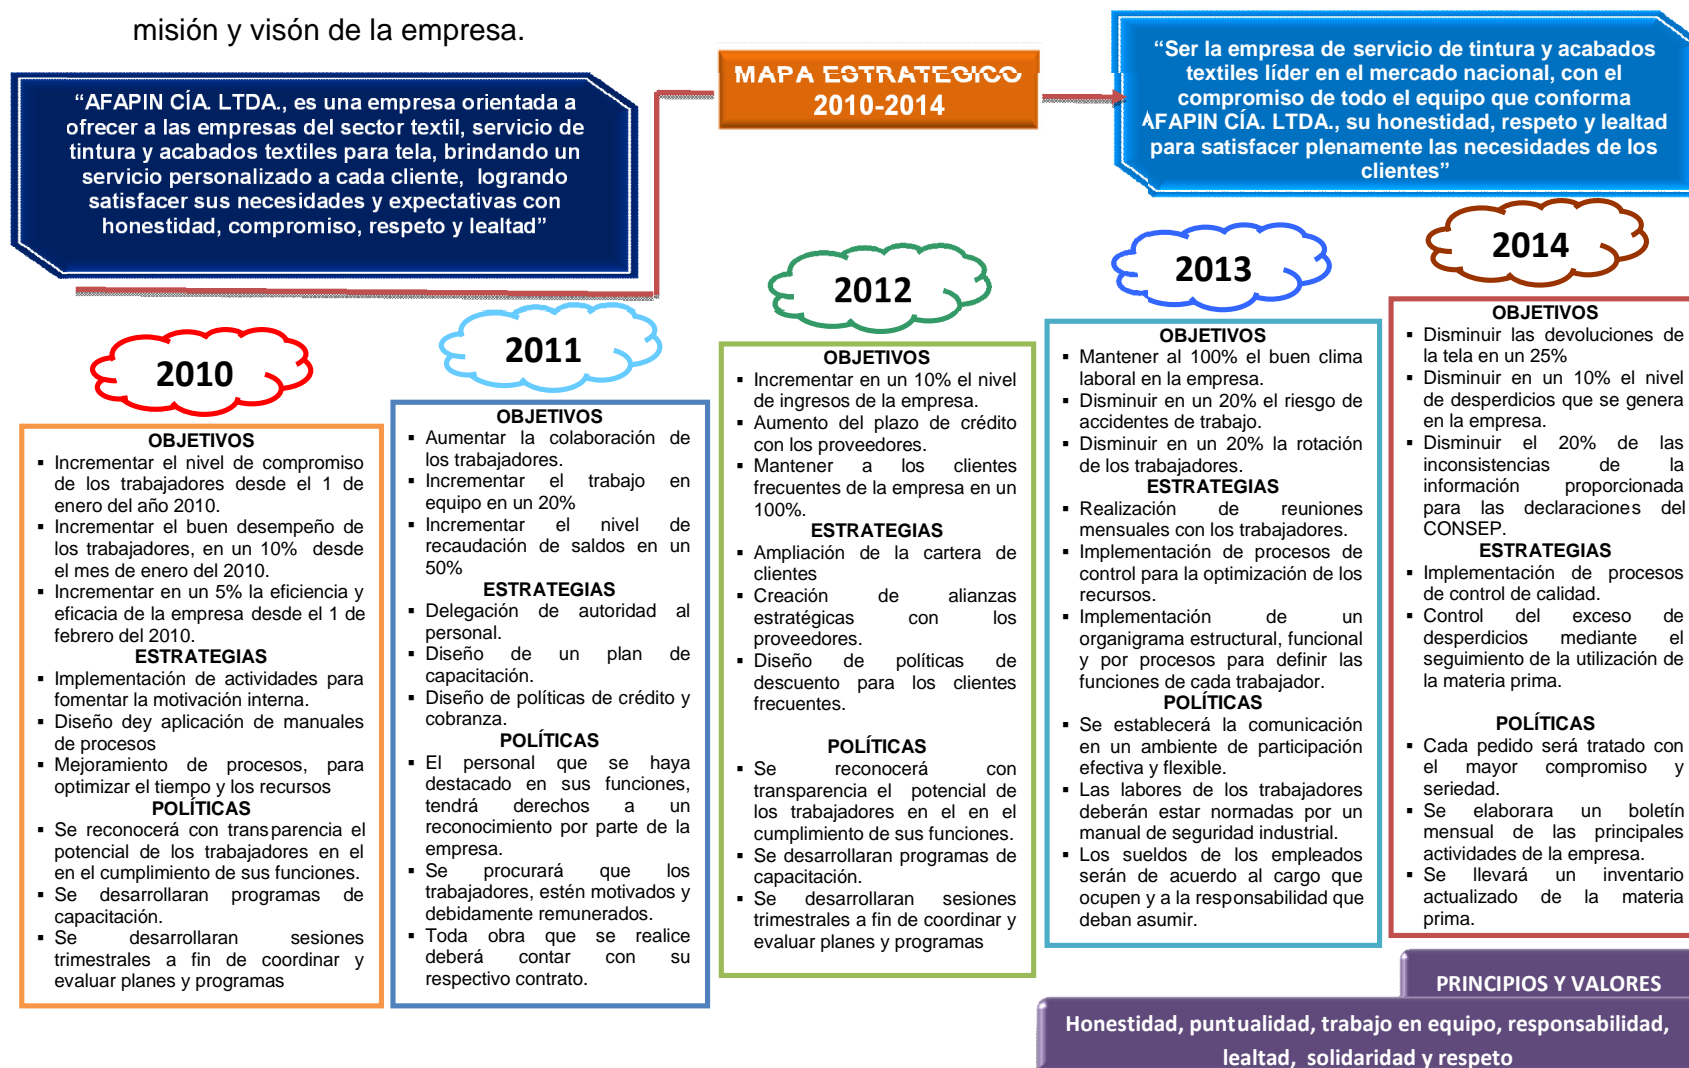 misión y visón de la empresa.
“AFAPIN CÍA. LTDA., es una empresa orientada a
ofrecer a las empresas del sector textil, servicio de
tintura y acabados textiles para tela, brindando un
servicio personalizado a cada cliente, logrando
satisfacer sus necesidades y expectativas con
honestidad, compromiso, respeto y lealtad”
MAPA ESTRATEGICO
2010-2014
“Ser la empresa de servicio de tintura y acabados
textiles líder en el mercado nacional, con el
compromiso de todo el equipo que conforma
AFAPIN CÍA. LTDA., su honestidad, respeto y lealtad
para satisfacer plenamente las necesidades de los
clientes”
2010
OBJETIVOS
▪ Incrementar el nivel de compromiso
de los trabajadores desde el 1 de
enero del año 2010.
▪ Incrementar el buen desempeño de
los trabajadores, en un 10% desde
el mes de enero del 2010.
▪ Incrementar en un 5% la eficiencia y
eficacia de la empresa desde el 1 de
febrero del 2010.
ESTRATEGIAS
▪ Implementación de actividades para
fomentar la motivación interna.
▪ Diseño dey aplicación de manuales
de procesos
▪ Mejoramiento de procesos, para
optimizar el tiempo y los recursos
POLÍTICAS
▪ Se reconocerá con transparencia el
potencial de los trabajadores en el
en el cumplimiento de sus funciones.
▪ Se desarrollaran programas de
capacitación.
▪ Se desarrollaran sesiones
trimestrales a fin de coordinar y
evaluar planes y programas
2011
OBJETIVOS
▪ Aumentar la colaboración de
los trabajadores.
▪ Incrementar el trabajo en
equipo en un 20%
▪ Incrementar el nivel de
recaudación de saldos en un
50%
ESTRATEGIAS
▪ Delegación de autoridad al
personal.
▪ Diseño de un plan de
capacitación.
▪ Diseño de políticas de crédito y
cobranza.
POLÍTICAS
▪ El personal que se haya
destacado en sus funciones,
tendrá derechos a un
reconocimiento por parte de la
empresa.
▪ Se procurará que los
trabajadores, estén motivados y
debidamente remunerados.
▪ Toda obra que se realice
deberá contar con su
respectivo contrato.
2012
OBJETIVOS
▪ Incrementar en un 10% el nivel
de ingresos de la empresa.
▪ Aumento del plazo de crédito
con los proveedores.
▪ Mantener a los clientes
frecuentes de la empresa en un
100%.
ESTRATEGIAS
▪ Ampliación de la cartera de
clientes
▪ Creación de alianzas
estratégicas con los
proveedores.
▪ Diseño de políticas de
descuento para los clientes
frecuentes.
POLÍTICAS
▪ Se reconocerá con
transparencia el potencial de
los trabajadores en el en el
cumplimiento de sus funciones.
▪ Se desarrollaran programas de
capacitación.
▪ Se desarrollaran sesiones
trimestrales a fin de coordinar y
evaluar planes y programas
2013
OBJETIVOS
▪ Mantener al 100% el buen clima
laboral en la empresa.
▪ Disminuir en un 20% el riesgo de
accidentes de trabajo.
▪ Disminuir en un 20% la rotación
de los trabajadores.
ESTRATEGIAS
▪ Realización de reuniones
mensuales con los trabajadores.
▪ Implementación de procesos de
control para la optimización de los
recursos.
▪ Implementación de un
organigrama estructural, funcional
y por procesos para definir las
funciones de cada trabajador.
POLÍTICAS
▪ Se establecerá la comunicación
en un ambiente de participación
efectiva y flexible.
▪ Las labores de los trabajadores
deberán estar normadas por un
manual de seguridad industrial.
▪ Los sueldos de los empleados
serán de acuerdo al cargo que
ocupen y a la responsabilidad que
deban asumir.
2014
OBJETIVOS
▪ Disminuir las devoluciones de
la tela en un 25%
▪ Disminuir en un 10% el nivel
de desperdicios que se genera
en la empresa.
▪ Disminuir el 20% de las
inconsistencias de la
información proporcionada
para las declaraciones del
CONSEP.
ESTRATEGIAS
▪ Implementación de procesos
de control de calidad.
▪ Control del exceso de
desperdicios mediante el
seguimiento de la utilización de
la materia prima.
POLÍTICAS
▪ Cada pedido será tratado con
el mayor compromiso y
seriedad.
▪ Se elaborara un boletín
mensual de las principales
actividades de la empresa.
▪ Se llevará un inventario
actualizado de la materia
prima.
PRINCIPIOS Y VALORES
Honestidad, puntualidad, trabajo en equipo, responsabilidad,
lealtad, solidaridad y respeto